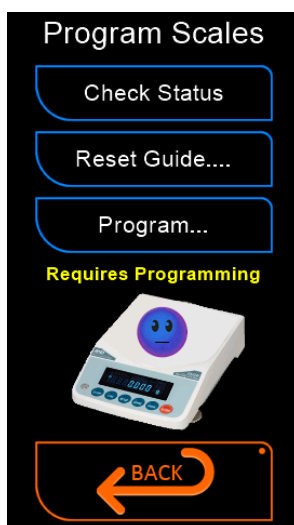 Program Scales
Check Status
Reset Guide....
Program...
Requires Programming
BACK